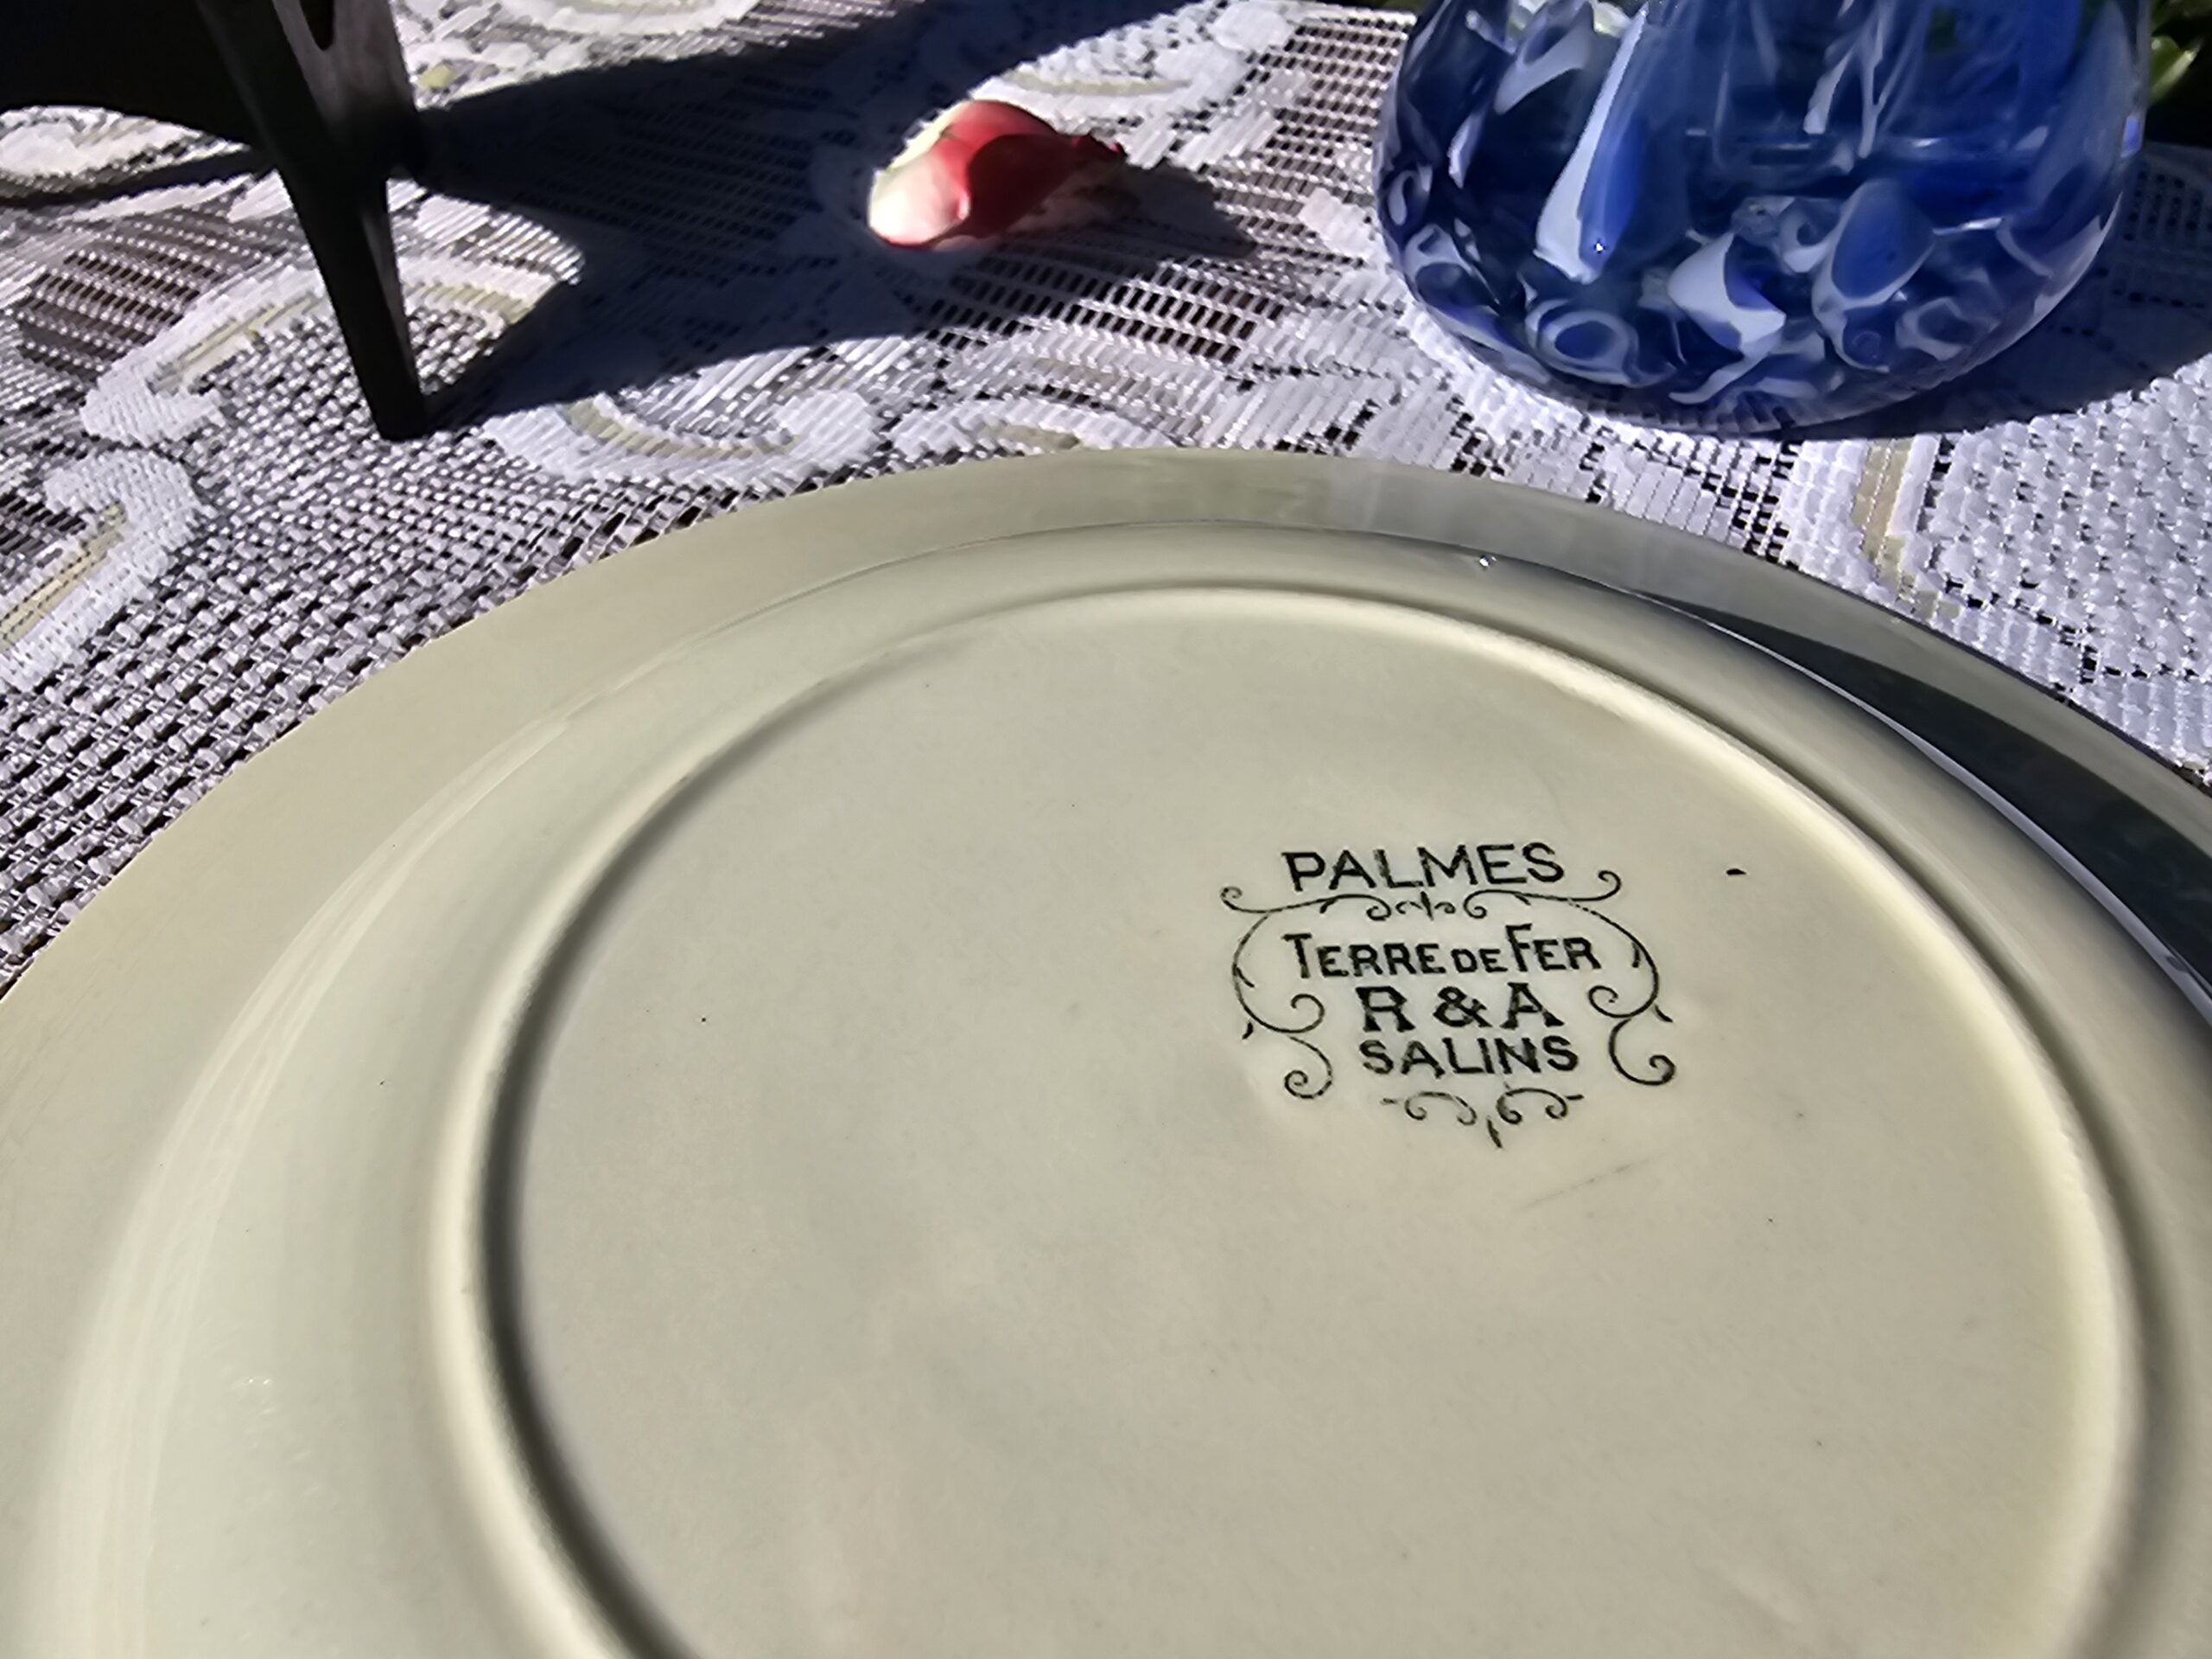 PALMES
TERRE DE FER
R & A
SALINS